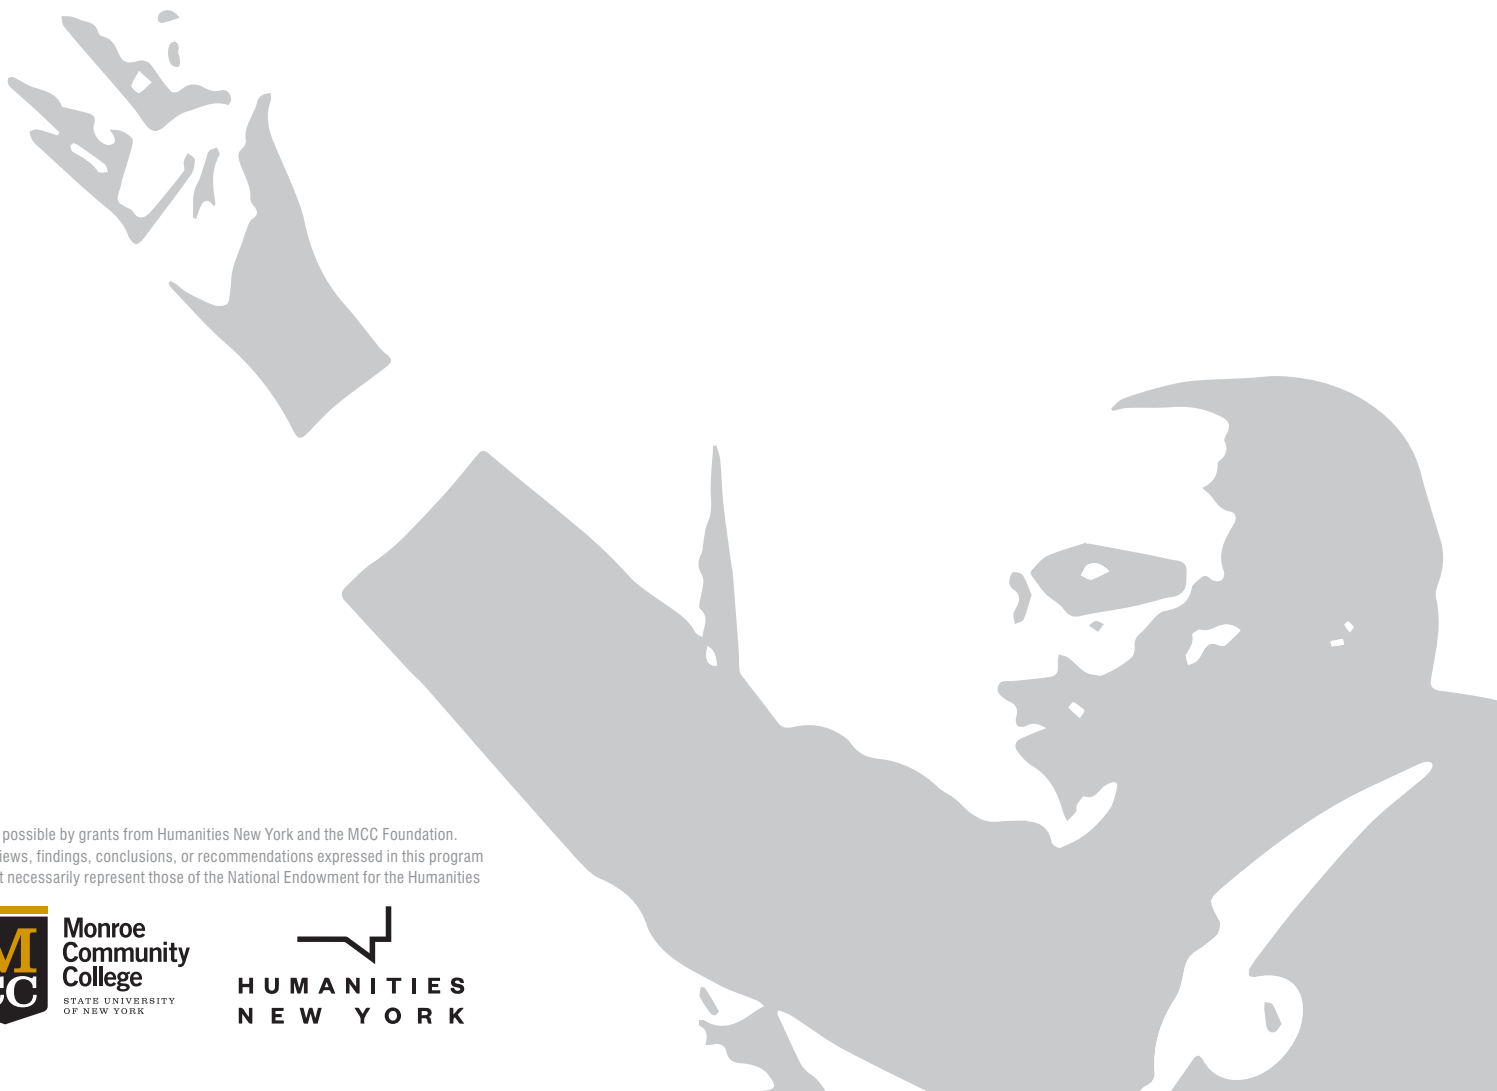 possible by grants from Humanities New York and the MCC Foundation.
iews, findings, conclusions, or recommendations expressed in this program
t necessarily represent those of the National Endowment for the Humanities
M
CC
Monroe
Community
College
STATE UNIVERSITY
OF NEW YORK
HUMANITIES
NEW YORK